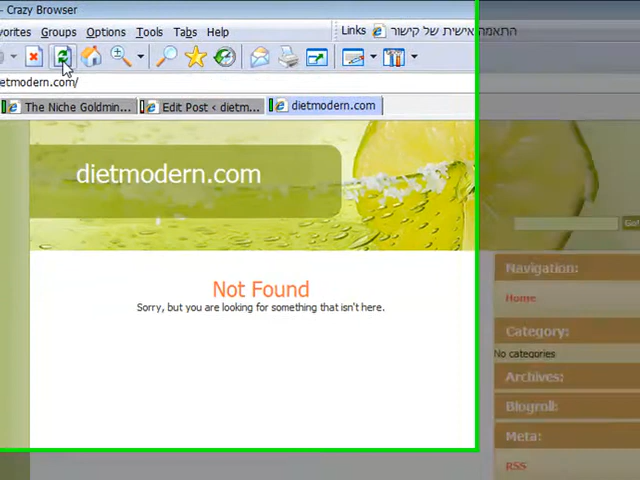 - Crazy Browser
vorites Groups Options Tools Tabs Help
Links התאמה אישית של קישור
etmodern.com/
The Niche Goldmin... Edit Post ‹ dietm... dietmodern.com
dietmodern.com
Not Found
Sorry, but you are looking for something that isn't here.
Go!
Navigation:
Home
Category:
No categories
Archives:
Blogroll:
Meta:
RSS